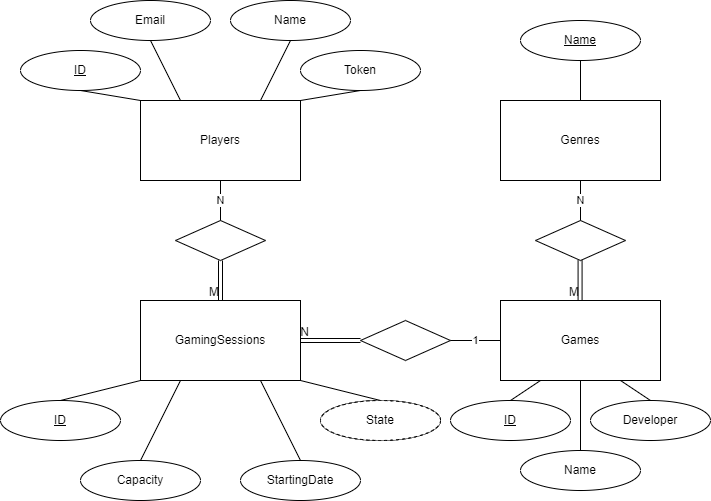 Email
Name
Name
ID
Token
Players
Genres
N
N
M
M
N
GamingSessions
1
Games
ID
State
ID
Developer
Capacity
StartingDate
Name